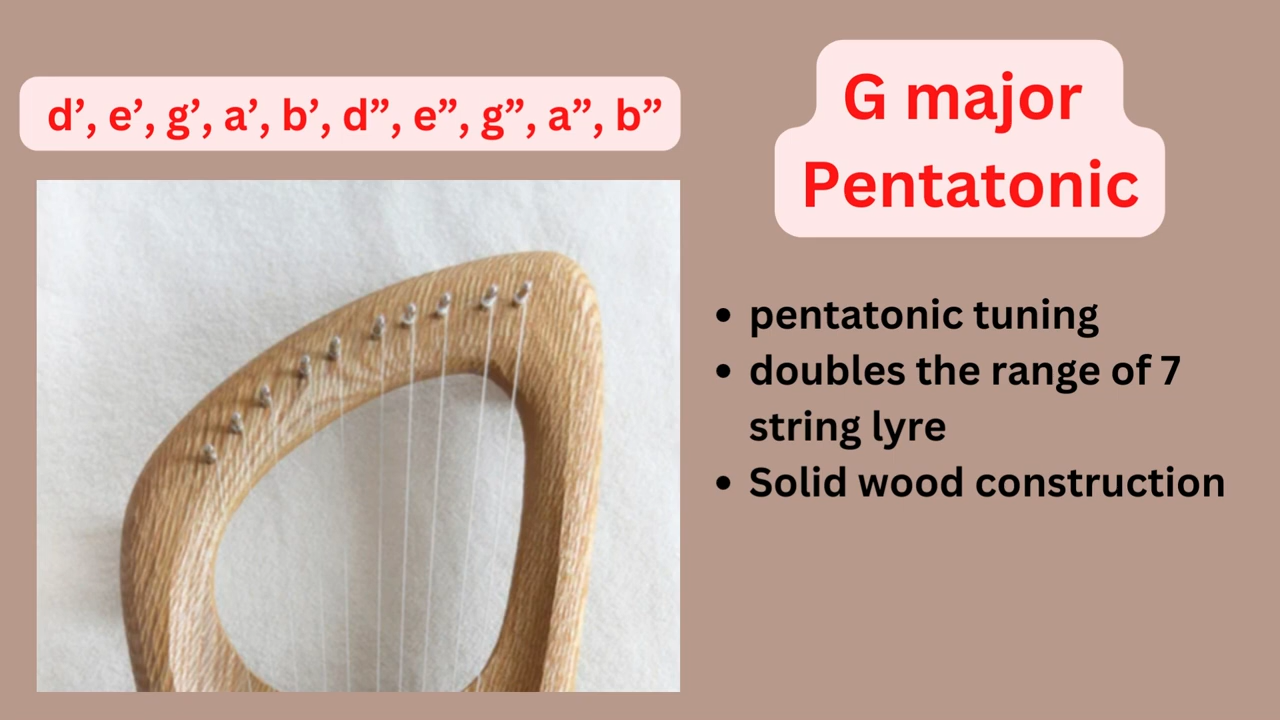 d’, e’, g’, a’, b’, d”, e”, g”, a”, b”
G major
Pentatonic
• pentatonic tuning
• doubles the range of 7
string lyre
• Solid wood construction